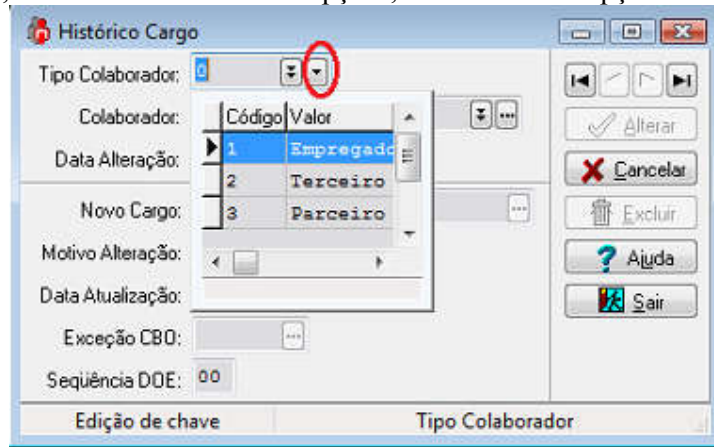 Histórico Cargo
Tipo Colaborador: 0
Colaborador:
Data Alteração:
Código Valor
1 Empregado
2 Terceiro
3 Parceiro
Novo Cargo:
Motivo Alteração:
Data Atualização:
Exceção CBO:
Seqüência DOE: 00
Alterar
Cancelar
Excluir
Ajuda
Sair
Edição de chave Tipo Colaborador